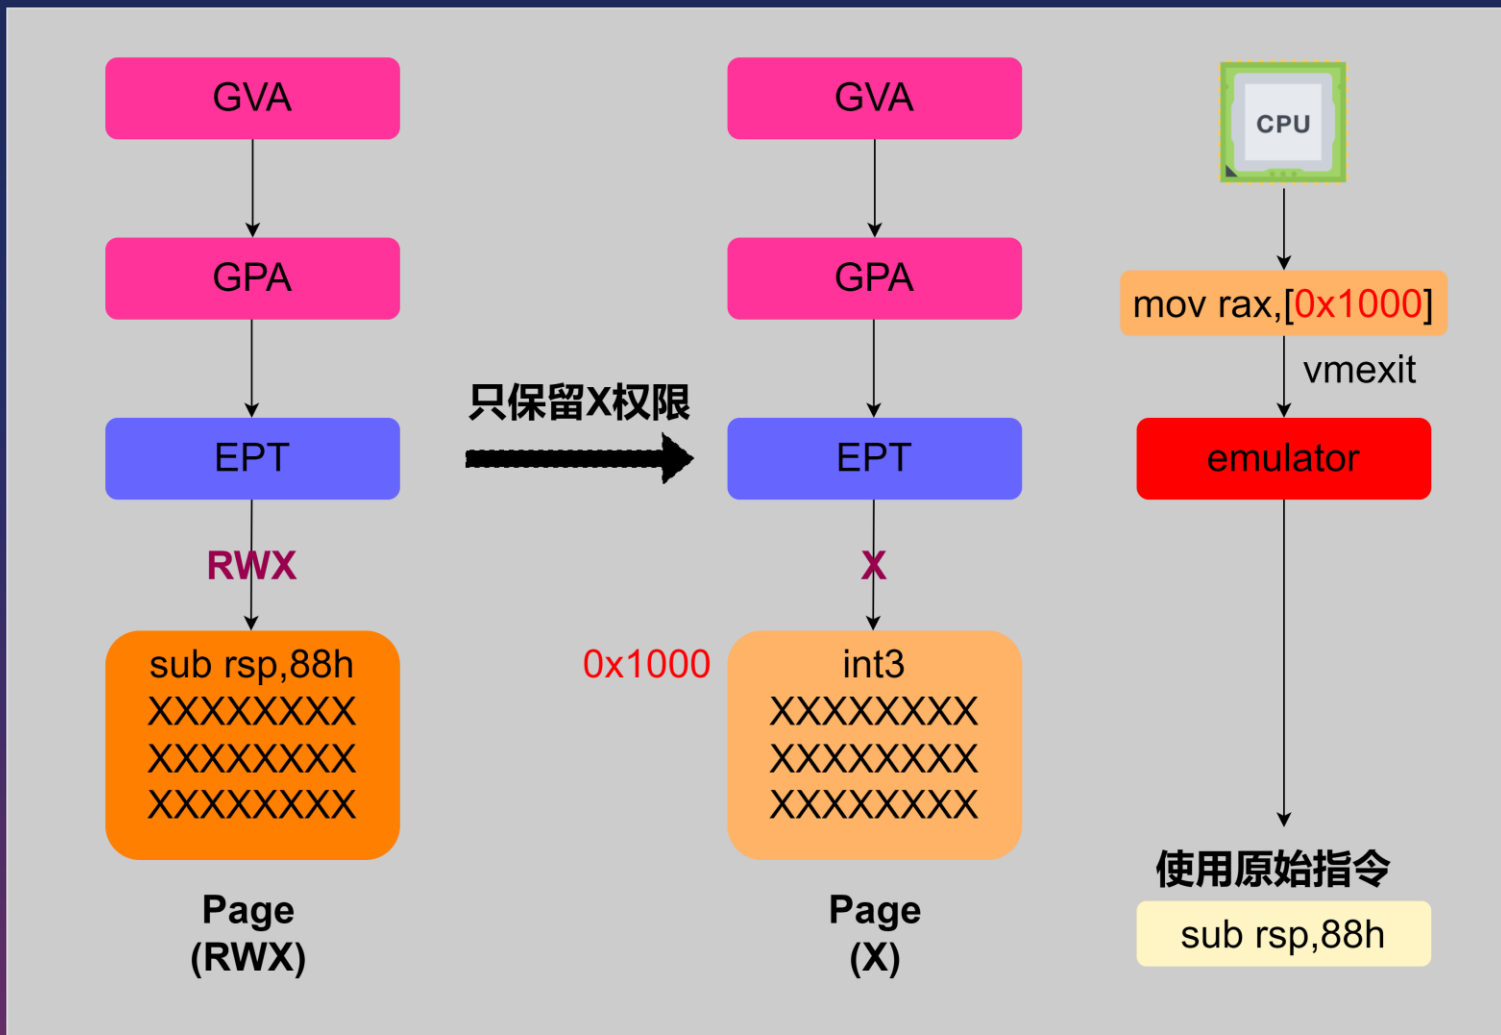 GVA
GPA
EPT
RWX
sub rsp,88h
XXXXXXXX
XXXXXXXX
XXXXXXXX
Page
(RWX)
只保留X权限
GVA
GPA
EPT
X
0x1000
int3
XXXXXXXX
XXXXXXXX
XXXXXXXX
Page
(X)
CPU
mov rax,[0x1000]
vmexit
emulator
使用原始指令
sub rsp,88h